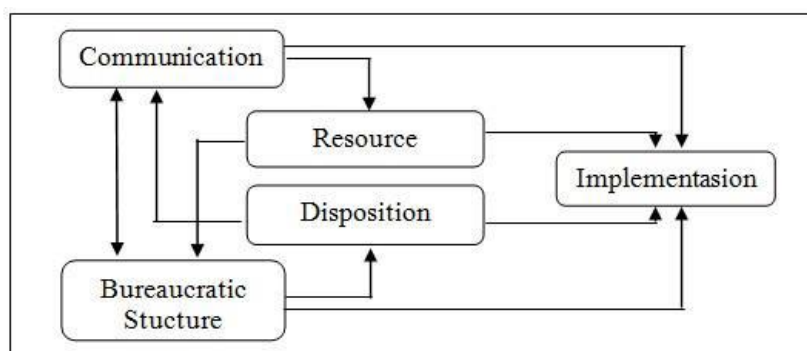 Communication
Resource
Implementasion
Disposition
Bureaucratic
Stucture